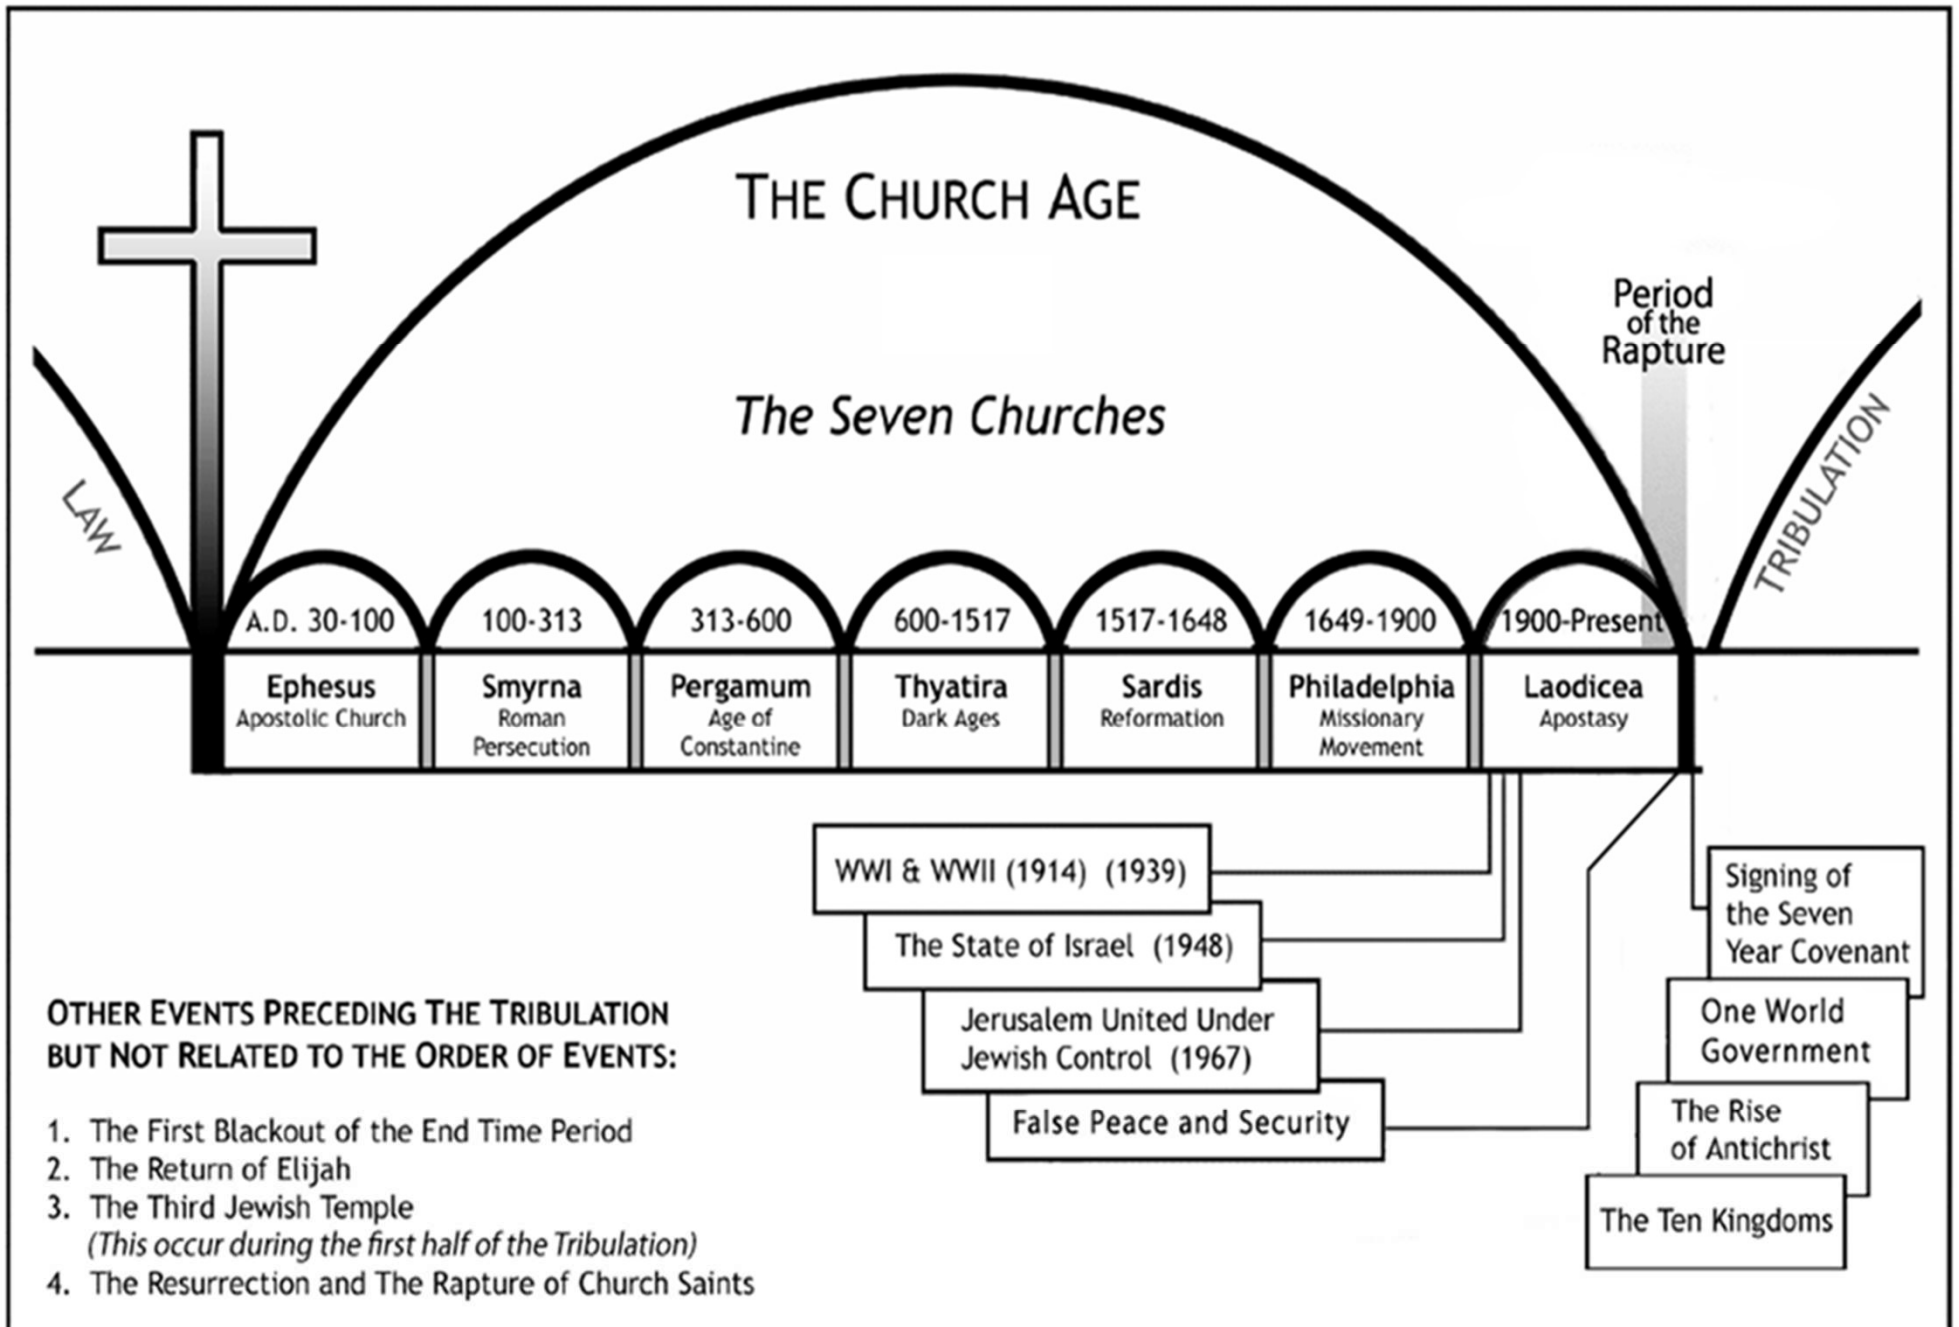 THE CHURCH AGE
The Seven Churches
Period
of the
Rapture
LAW
TRIBULATION
A.D. 30-100
100-313
313-600
600-1517
1517-1648
1649-1900
1900-Present
Ephesus
Apostolic Church
Smyrna
Roman
Persecution
Pergamum
Age of
Constantine
Thyatira
Dark Ages
Sardis
Reformation
Philadelphia
Missionary
Movement
Laodicea
Apostasy
WWI & WWII (1914) (1939)
The State of Israel (1948)
Jerusalem United Under
Jewish Control (1967)
False Peace and Security
Signing of
the Seven
Year Covenant
One World
Government
The Rise
of Antichrist
The Ten Kingdoms
OTHER EVENTS PRECEDING THE TRIBULATION
BUT NOT RELATED TO THE ORDER OF EVENTS:
1. The First Blackout of the End Time Period
2. The Return of Elijah
3. The Third Jewish Temple
(This occur during the first half of the Tribulation)
4. The Resurrection and The Rapture of Church Saints